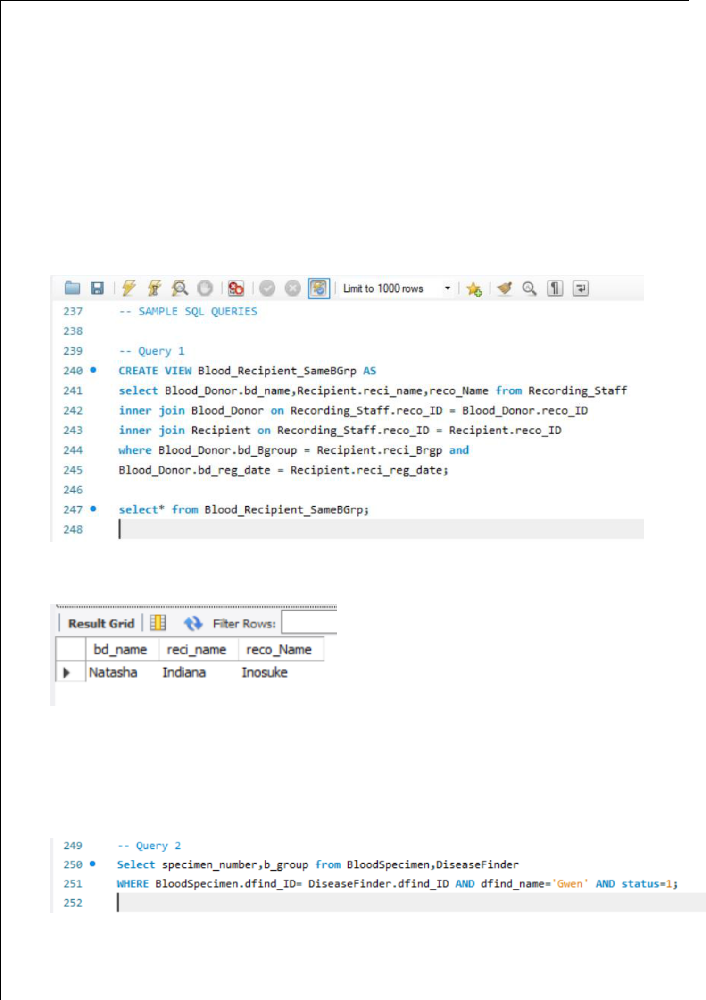 Limit to 1000 rows
237 -- SAMPLE SQL QUERIES
238
239 -- Query 1
240 CREATE VIEW Blood_Recipient_SameBGrp AS
241 select Blood_Donor.bd_name,Recipient.reci_name,reco_Name from Recording_Staff
242 inner join Blood_Donor on Recording_Staff.reco_ID = Blood_Donor.reco_ID
243 inner join Recipient on Recording_Staff.reco_ID = Recipient.reco_ID
244 where Blood_Donor.bd_Bgroup = Recipient.reci_Brgp and
245 Blood_Donor.bd_reg_date = Recipient.reci_reg_date;
246
247 select* from Blood_Recipient_SameBGrp;
248
Result Grid Filter Rows:
bd_name reci_name reco_Name
Natasha Indiana Inosuke
249 -- Query 2
250 Select specimen_number,b_group from BloodSpecimen,DiseaseFinder
251 WHERE BloodSpecimen.dfind_ID= DiseaseFinder.dfind_ID AND dfind_name='Gwen' AND status=1;
252